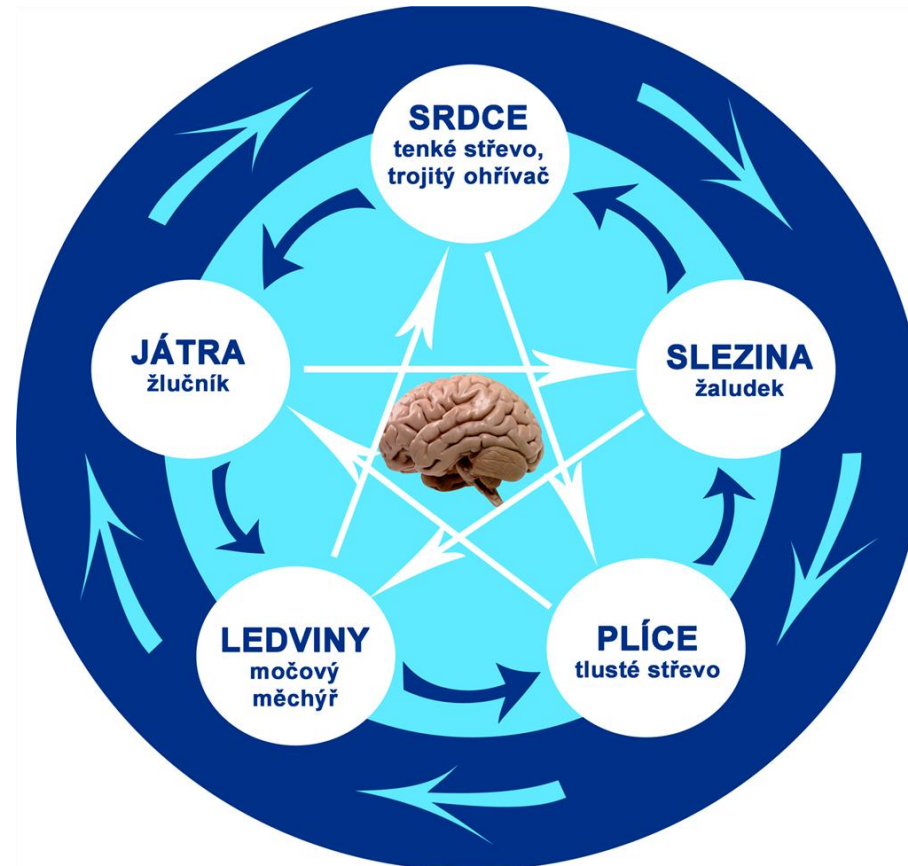 SRDCE
tenké střevo,
trojitý ohřívač
JÁTRA
žlučník
SLEZINA
žaludek
LEDVINY
močový
měchýř
PLÍCE
tlusté střevo